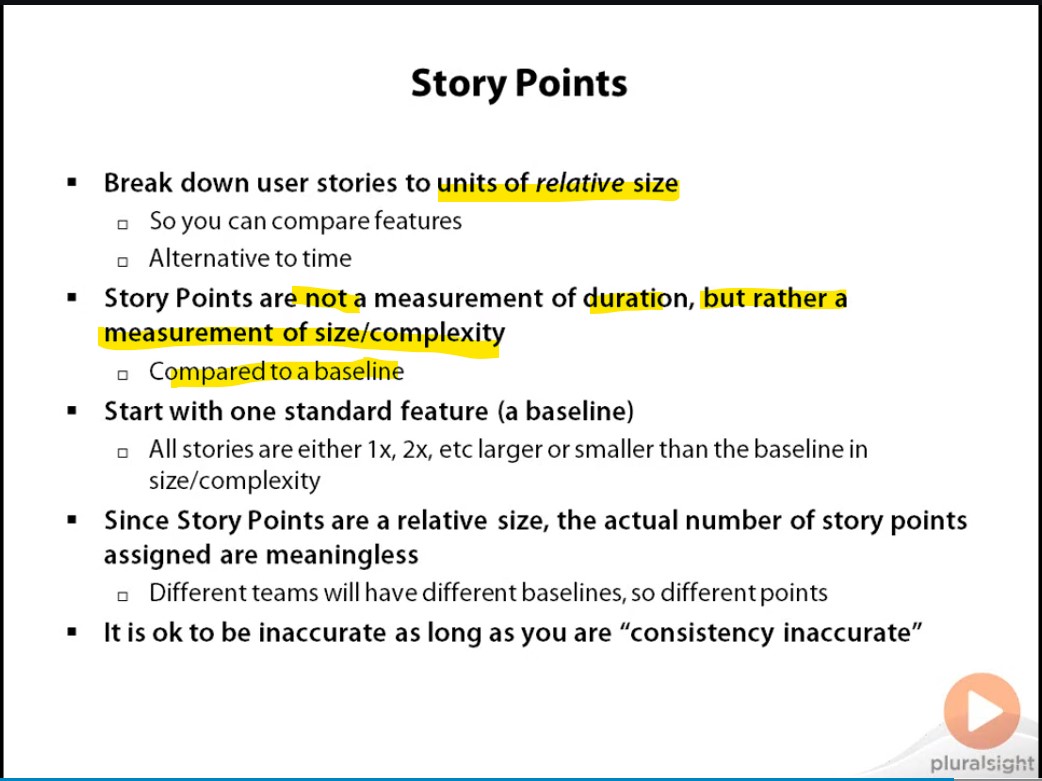 Story Points
Break down user stories to units of relative size
So you can compare features
Alternative to time
Story Points are not a measurement of duration, but rather a
measurement of size/complexity
Compared to a baseline
Start with one standard feature (a baseline)
All stories are either 1x, 2x, etc larger or smaller than the baseline in
size/complexity
Since Story Points are a relative size, the actual number of story points
assigned are meaningless
Different teams will have different baselines, so different points
It is ok to be inaccurate as long as you are “consistency inaccurate”
pluralsight